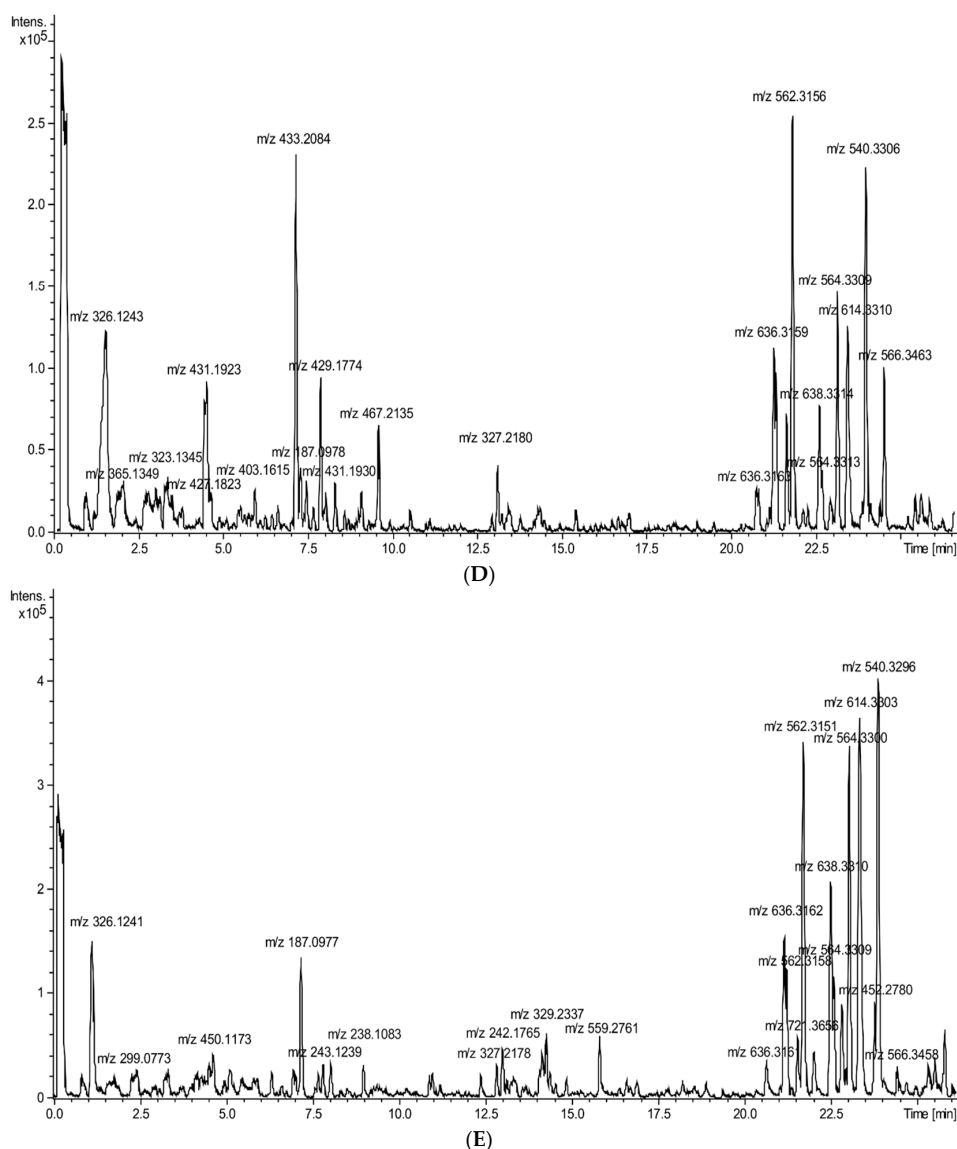 Intens.
x10⁵
m/z 562.3156
m/z 433.2084
m/z 540.3306
2.5
2.0
m/z 564.3309
1.5
m/z 326.1243
m/z 614.3310
m/z 636.3159
m/z 431.1923
m/z 429.1774
m/z 566.3463
1.0
m/z 638.3314
m/z 467.2135
m/z 327.2180
m/z 187.0978
0.5
m/z 323.1345
m/z 564.3313
m/z 365.1349
m/z 403.1615
m/z 431.1930
m/z 636.3163
m/z 427.1823
0.0
0.0 2.5 5.0 7.5 10.0 12.5 15.0 17.5 20.0 22.5 Time [min]
(D)
Intens.
x10⁵
m/z 540.3296
4
m/z 614.3303
m/z 562.3151
m/z 564.3300
3
m/z 638.3310
2
m/z 326.1241
m/z 636.3162
m/z 187.0977
m/z 564.3309
m/z 562.3158
1
m/z 452.2780
m/z 329.2337
m/z 450.1173
m/z 238.1083
m/z 242.1765
m/z 559.2761
m/z 721.3656
m/z 299.0773
m/z 243.1239
m/z 327.2178
m/z 636.3161
m/z 566.3458
0
0.0 2.5 5.0 7.5 10.0 12.5 15.0 17.5 20.0 22.5 Time [min]
(E)